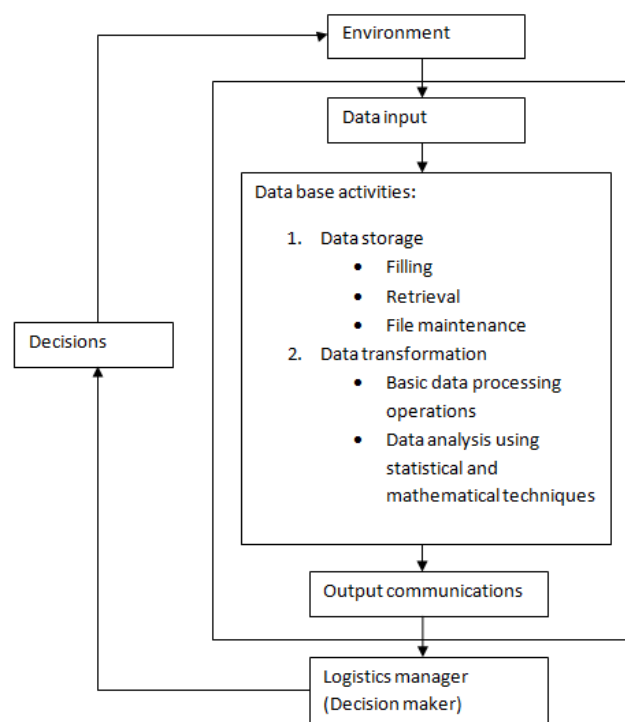 Environment
Data input
Data base activities:
1. Data storage
• Filling
• Retrieval
• File maintenance
2. Data transformation
• Basic data processing
operations
• Data analysis using
statistical and
mathematical techniques
Decisions
Output communications
Logistics manager
(Decision maker)